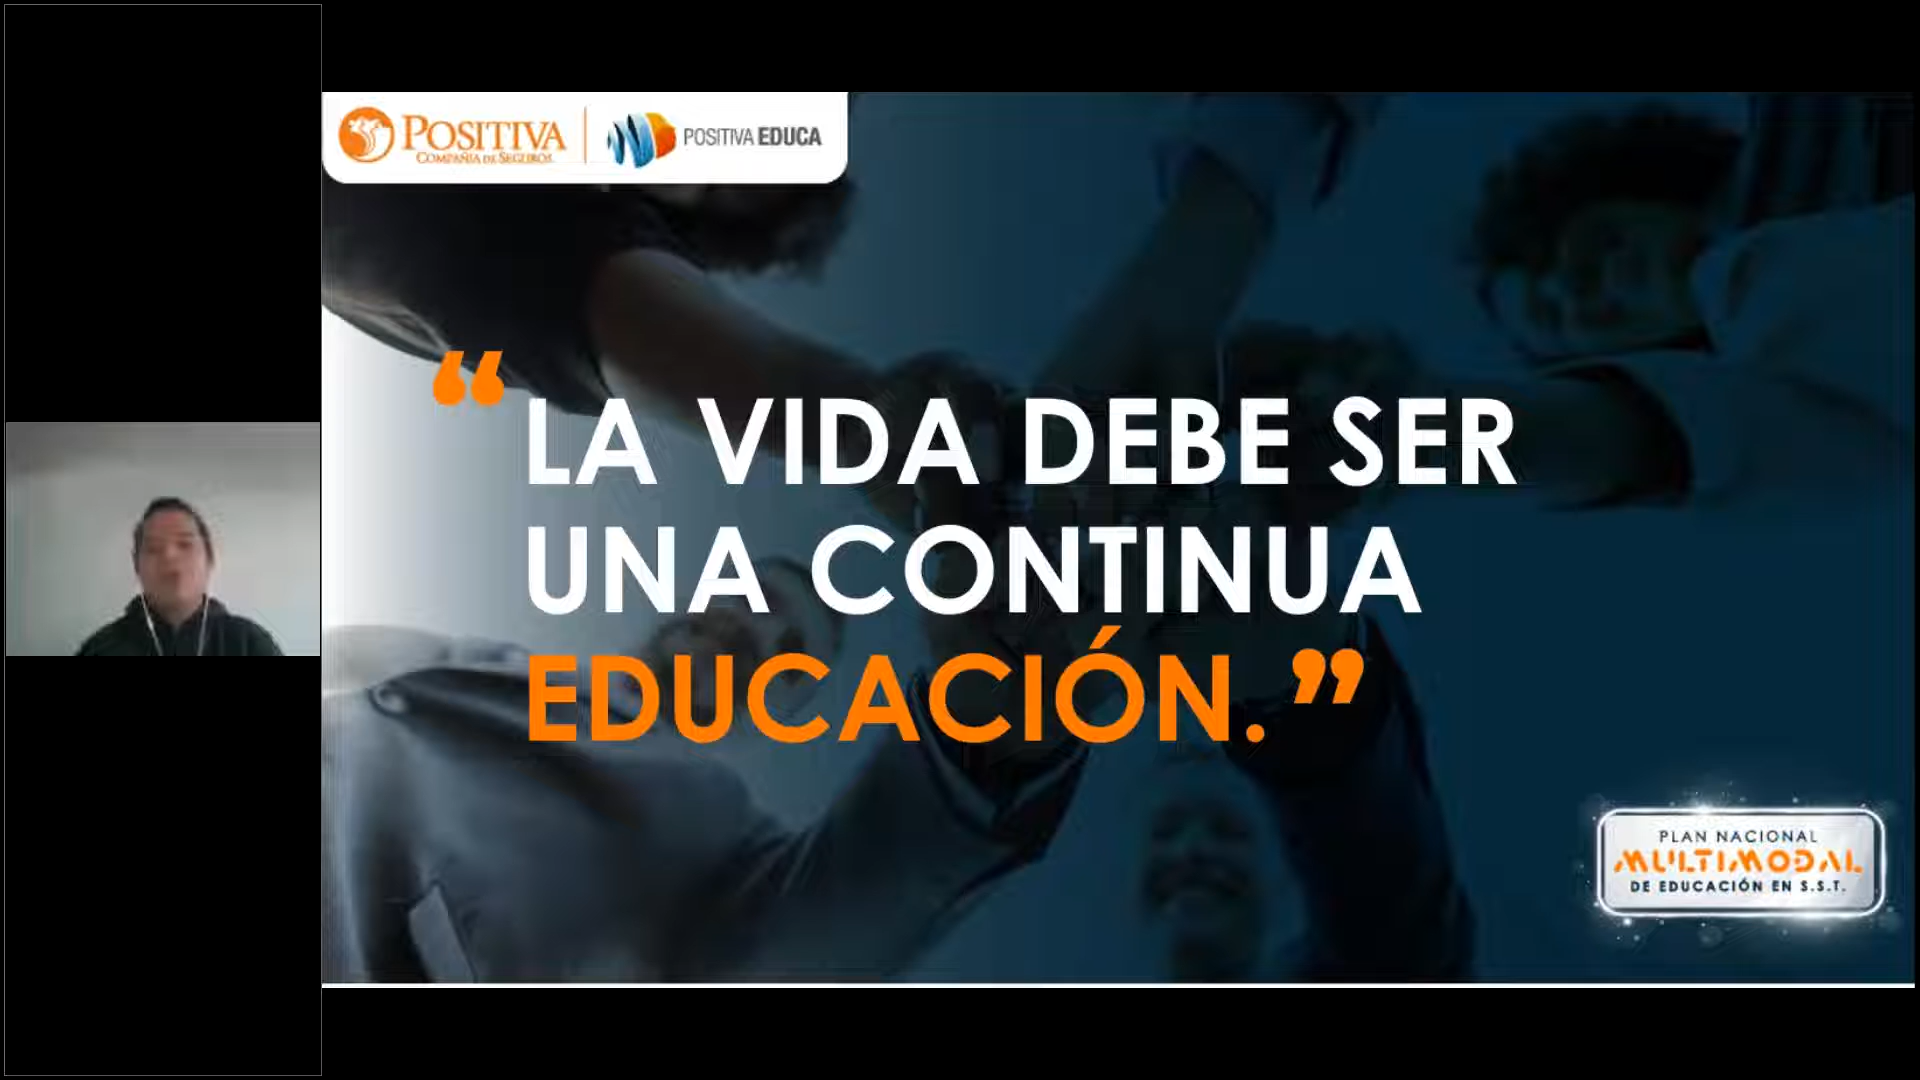 POSITIVA
COMPAÑÍA DE SEGUROS
POSITIVA EDUCA
“LA VIDA DEBE SER
UNA CONTINUA
EDUCACIÓN.”
PLAN NACIONAL
MULTIMODAL
DE EDUCACIÓN EN S.S.T.